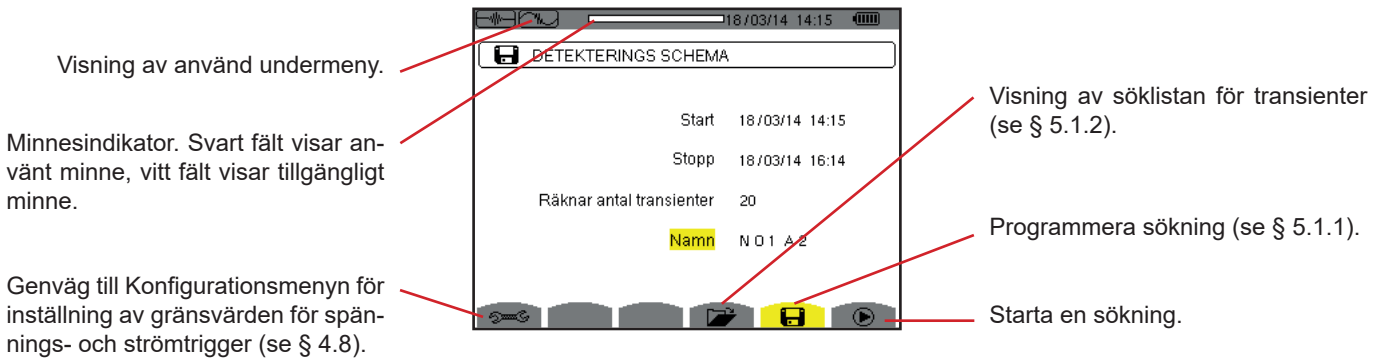 Visning av använd undermeny.
Minnesindikator. Svart fält visar an-
vänt minne, vitt fält visar tillgängligt
minne.
Genväg till Konfigurationsmenyn för
inställning av gränsvärden för spän-
nings- och strömtrigger (se § 4.8).
18/03/14 14:15
DETEKTERINGS SCHEMA
Start 18/03/14 14:15
Stopp 18/03/14 16:14
Räknar antal transienter 20
Namn N 0 1 A 2
Visning av söklistan för transienter
(se § 5.1.2).
Programmera sökning (se § 5.1.1).
Starta en sökning.